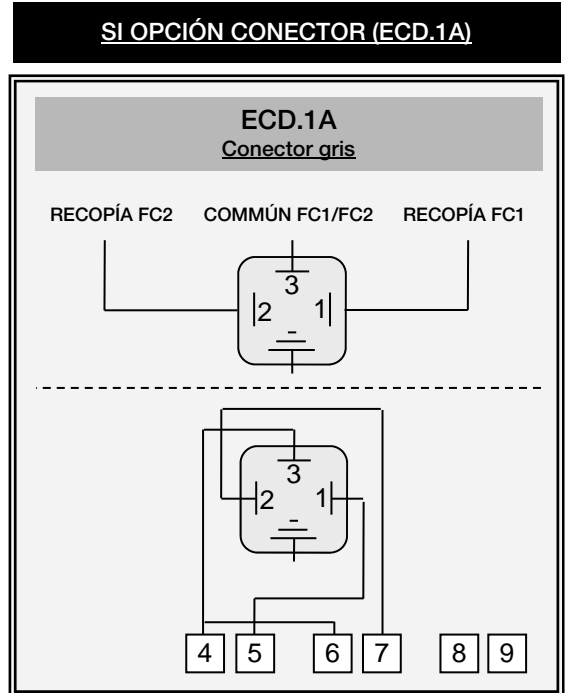 SI OPCIÓN CONECTOR (ECD.1A)
ECD.1A
Conector gris
RECOPÍA FC2 COMMÚN FC1/FC2 RECOPÍA FC1
3
2 1
3
2 1
4 5 6 7 8 9